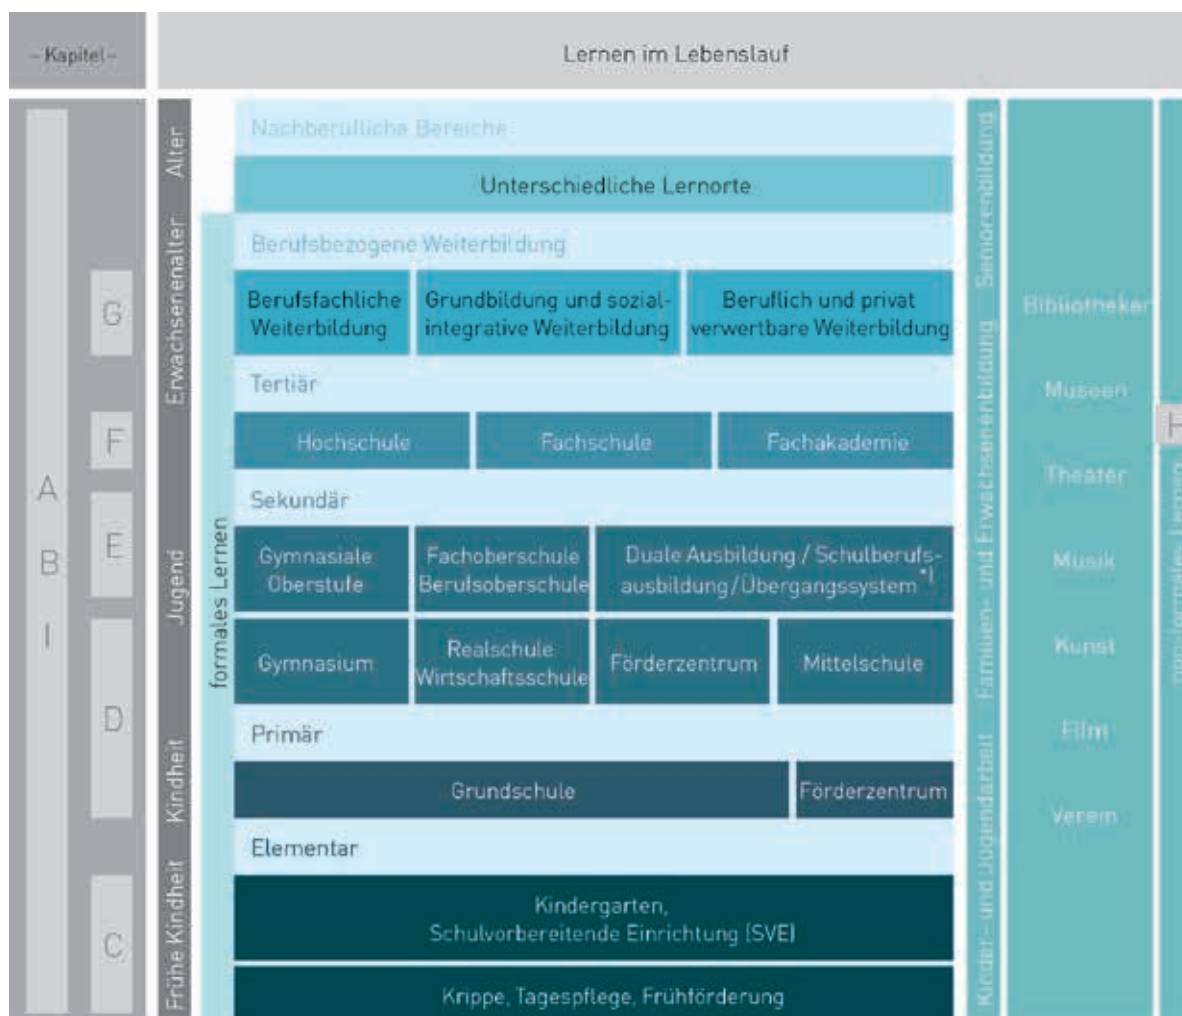 – Kapitel –
Lernen im Lebenslauf
A
B
I
G
F
E
D
C
Alter
Erwachsenenalter
Jugend
Kindheit
Frühe Kindheit
formales Lernen
Nachberufliche Bereiche
Unterschiedliche Lernorte
Berufsbezogene Weiterbildung
Berufsfachliche
Weiterbildung
Grundbildung und sozial-
integrative Weiterbildung
Beruflich und privat
verwertbare Weiterbildung
Tertiär
Hochschule
Fachschule
Fachakademie
Sekundär
Gymnasiale
Oberstufe
Fachoberschule
Berufsoberschule
Duale Ausbildung / Schulberufs-
ausbildung/Übergangssystem*)
Gymnasium
Realschule
Wirtschaftsschule
Förderzentrum
Mittelschule
Primär
Grundschule
Förderzentrum
Elementar
Kindergarten,
Schulvorbereitende Einrichtung (SVE)
Krippe, Tagespflege, Frühförderung
Seniorenbildung
Familien- und Erwachsenenbildung
Kinder- und Jugendarbeit
Bibliotheken
Museen
Theater
Musik
Kunst
Film
Verein
H